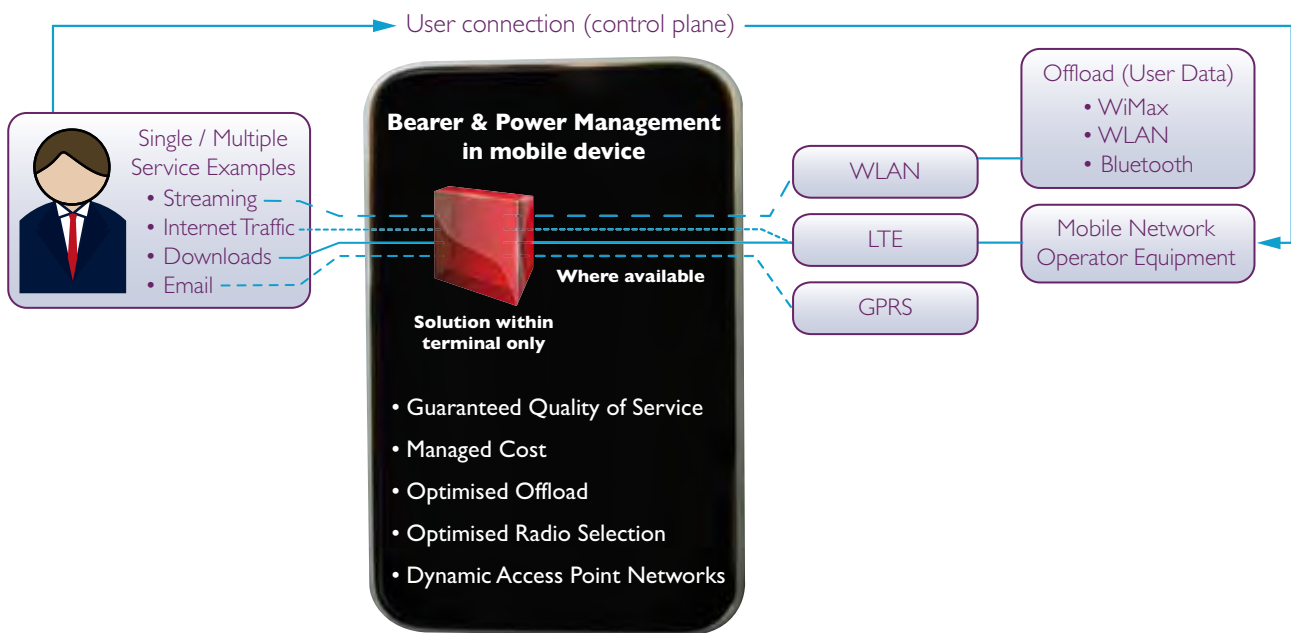 User connection (control plane)
Single / Multiple
Service Examples
• Streaming
• Internet Traffic
• Downloads
• Email
Bearer & Power Management
in mobile device
Where available
Solution within
terminal only
• Guaranteed Quality of Service
• Managed Cost
• Optimised Offload
• Optimised Radio Selection
• Dynamic Access Point Networks
WLAN
LTE
GPRS
Offload (User Data)
• WiMax
• WLAN
• Bluetooth
Mobile Network
Operator Equipment